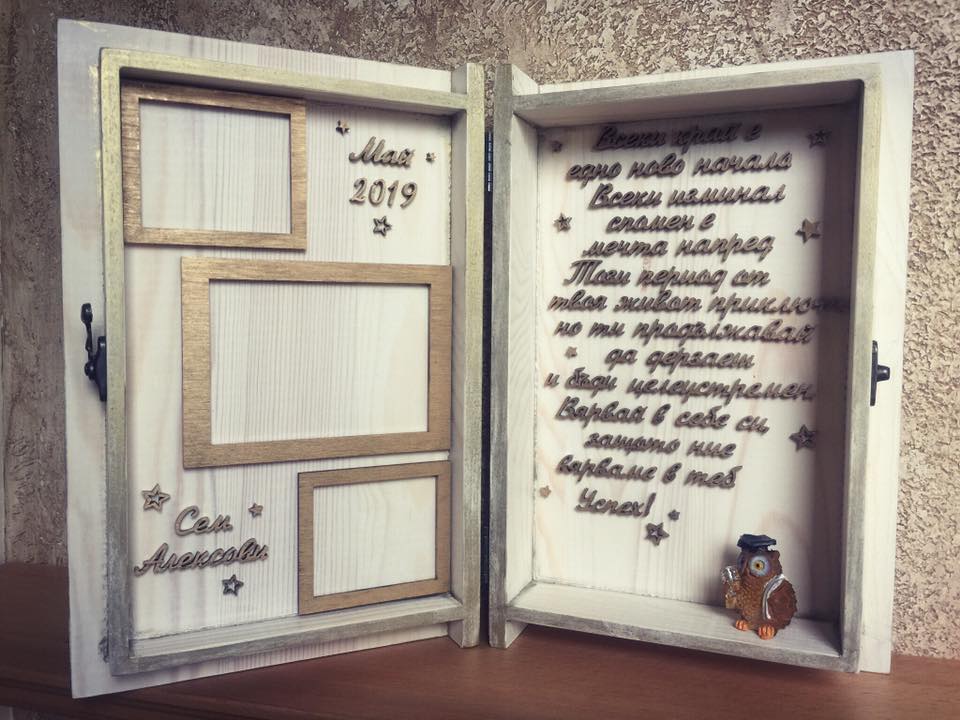 Май
2019
Сем.
Алексови
Всеки край е
едно ново начало
Всеки изминал
спомен е
мечта напред
Този период от
твоя живот приключи
но ти продължавай
да дерзаеш
и бъди целеустремен.
Вярвай в себе си,
защото ние
вярваме в теб
Успех!